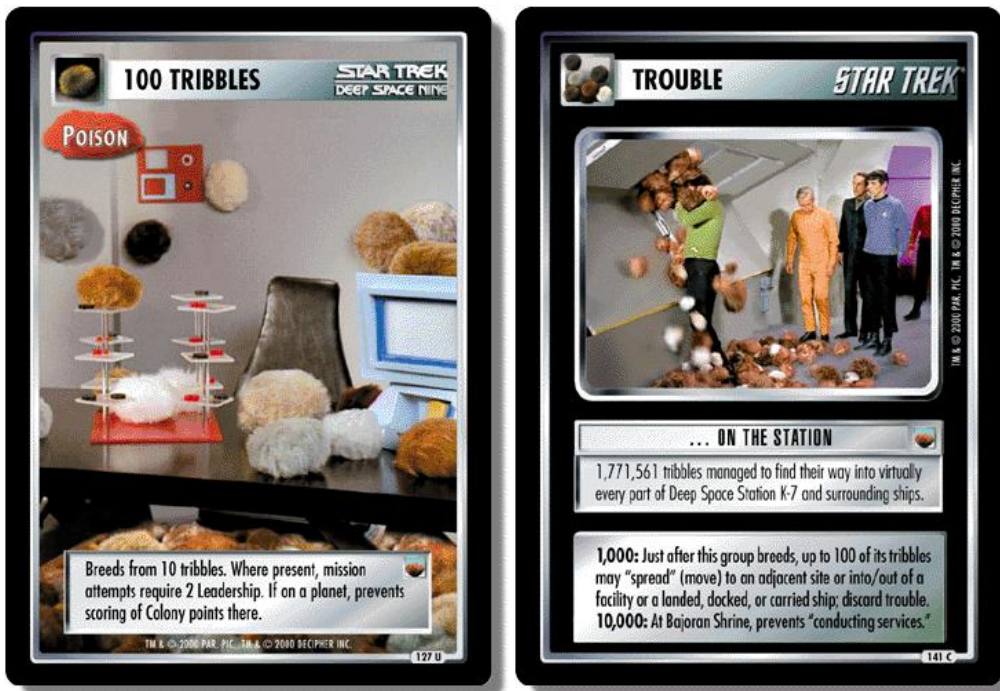 100 TRIBBLES
STAR TREK
DEEP SPACE NINE
POISON
Breeds from 10 tribbles. Where present, mission
attempts require 2 Leadership. If on a planet, prevents
scoring of Colony points there.
TM & © 2000 PAR. PIC. TM & © 2000 DECIPHER INC.
127 U
TROUBLE
STAR TREK
TM & © 2000 PAR. PIC. TM & © 2000 DECIPHER INC.
... ON THE STATION
1,771,561 tribbles managed to find their way into virtually
every part of Deep Space Station K-7 and surrounding ships.
1,000: Just after this group breeds, up to 100 of its tribbles
may "spread" (move) to an adjacent site or into/out of a
facility or a landed, docked, or carried ship; discard trouble.
10,000: At Bajoran Shrine, prevents "conducting services."
141 C